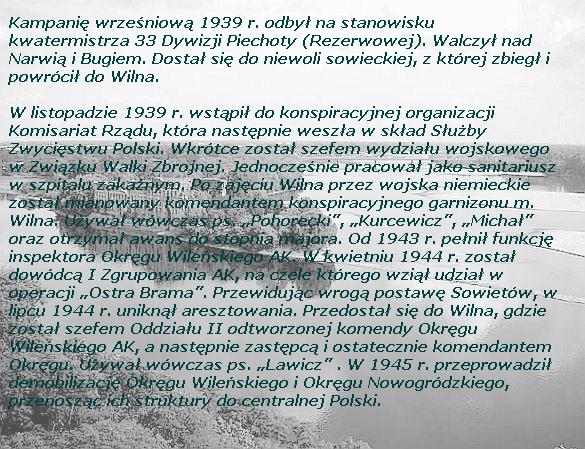 Kampanię wrześniową 1939 r. odbył na stanowisku
kwatermistrza 33 Dywizji Piechoty (Rezerwowej). Walczył nad
Narwią i Bugiem. Dostał się do niewoli sowieckiej, z której zbiegł i
powrócił do Wilna.

W listopadzie 1939 r. wstąpił do konspiracyjnej organizacji
Komisariat Rządu, która następnie weszła w skład Służby
Zwycięstwu Polski. Wkrótce został szefem wydziału wojskowego
w Związku Walki Zbrojnej. Jednocześnie pracował jako sanitariusz
w szpitalu zakaźnym. Po zajęciu Wilna przez wojska niemieckie
został mianowany komendantem konspiracyjnego garnizonu m.
Wilna. Używał wówczas ps. „Pohorecki”, „Kurcewicz”, „Michał”
oraz otrzymał awans do stopnia majora. Od 1943 r. pełnił funkcję
inspektora Okręgu Wileńskiego AK. W kwietniu 1944 r. został
dowódcą I Zgrupowania AK, na czele którego wziął udział w
operacji „Ostra Brama”. Przewidując wrogą postawę Sowietów, w
lipcu 1944 r. uniknął aresztowania. Przedostał się do Wilna, gdzie
został szefem Oddziału II odtworzonej komendy Okręgu
Wileńskiego AK, a następnie zastępcą i ostatecznie komendantem
Okręgu. Używał wówczas ps. „Ławicz” . W 1945 r. przeprowadził
demobilizację Okręgu Wileńskiego i Okręgu Nowogródzkiego,
przenosząc ich struktury do centralnej Polski.